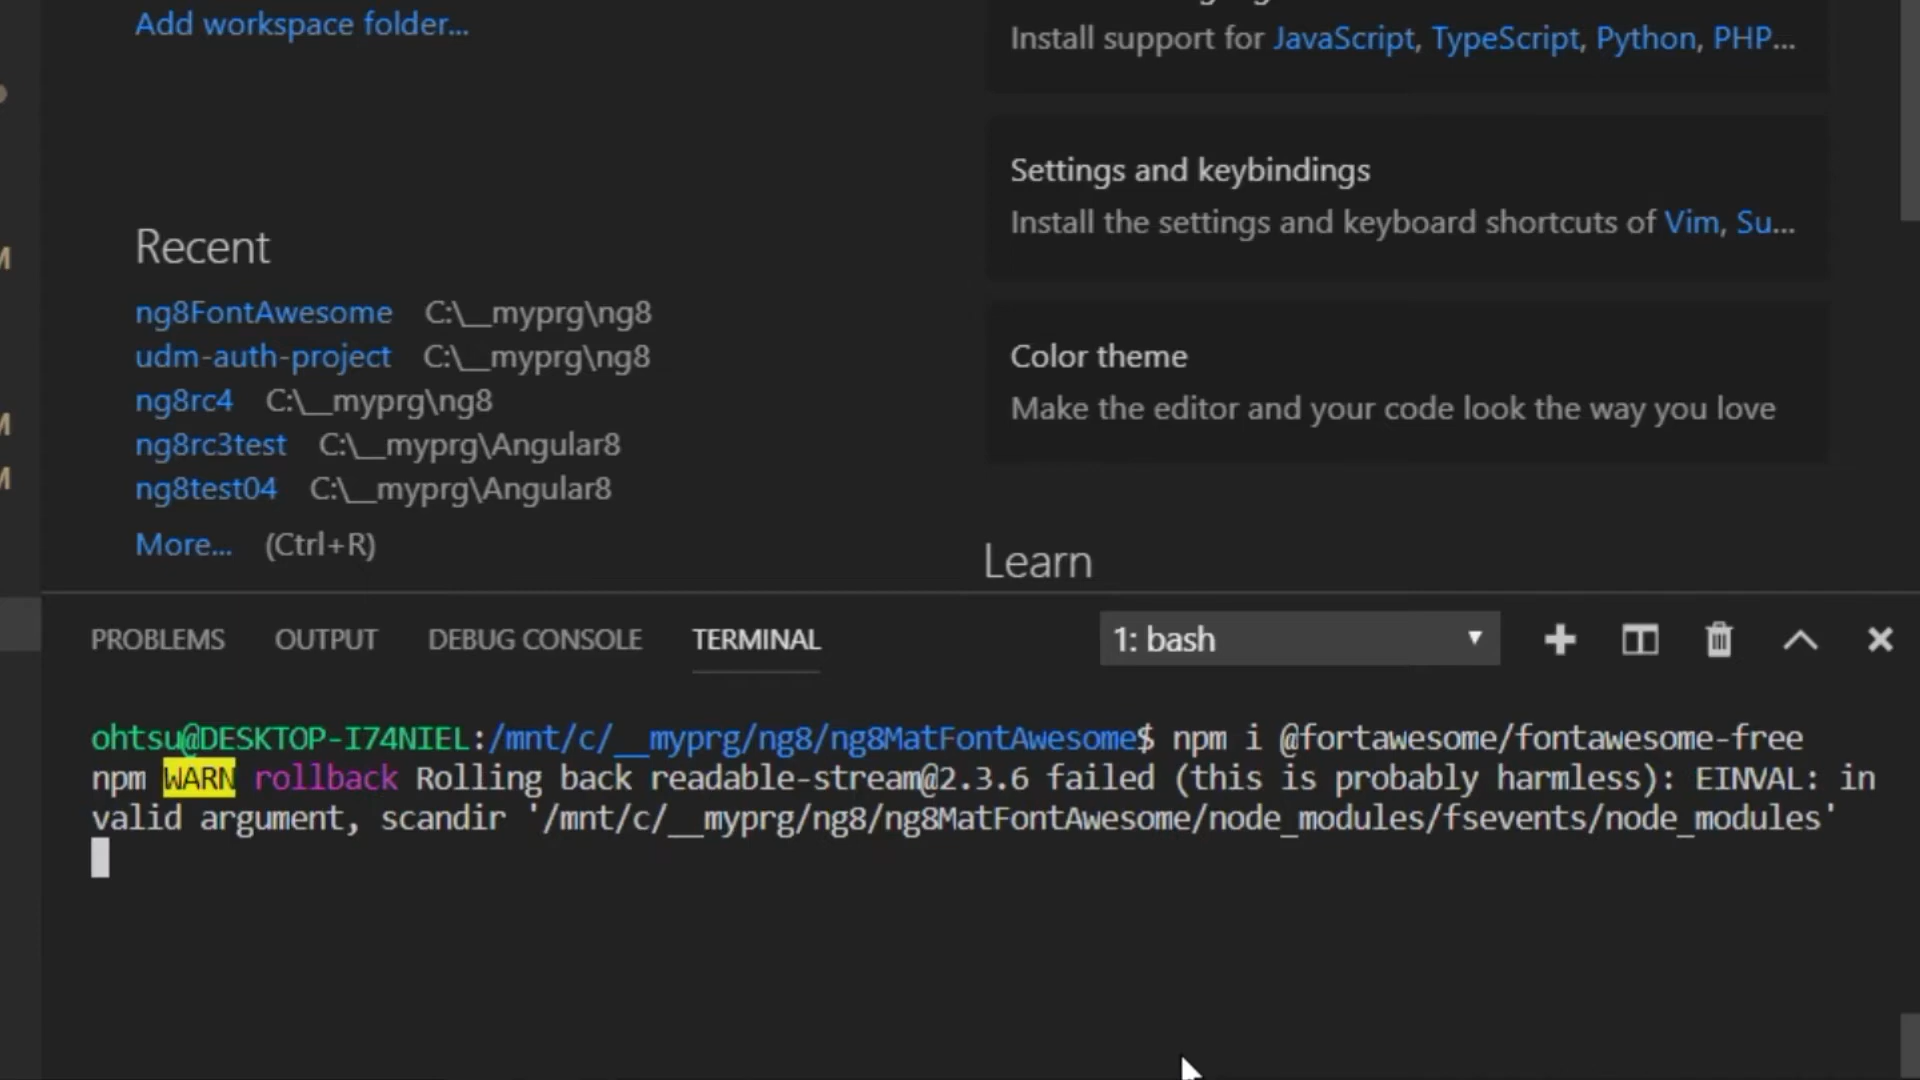 Add workspace folder...
Install support for JavaScript, TypeScript, Python, PHP...
Settings and keybindings
Install the settings and keyboard shortcuts of Vim, Su...
Recent
ng8FontAwesome C:\__myprg\ng8
udm-auth-project C:\__myprg\ng8
ng8rc4 C:\__myprg\ng8
ng8rc3test C:\__myprg\Angular8
ng8test04 C:\__myprg\Angular8
More... (Ctrl+R)
Color theme
Make the editor and your code look the way you love
Learn
M
M
M
PROBLEMS OUTPUT DEBUG CONSOLE TERMINAL 1: bash
ohtsu@DESKTOP-I74NIEL:/mnt/c/__myprg/ng8/ng8MatFontAwesome$ npm i @fortawesome/fontawesome-free
npm WARN rollback Rolling back readable-stream@2.3.6 failed (this is probably harmless): EINVAL: in
valid argument, scandir '/mnt/c/__myprg/ng8/ng8MatFontAwesome/node_modules/fsevents/node_modules'